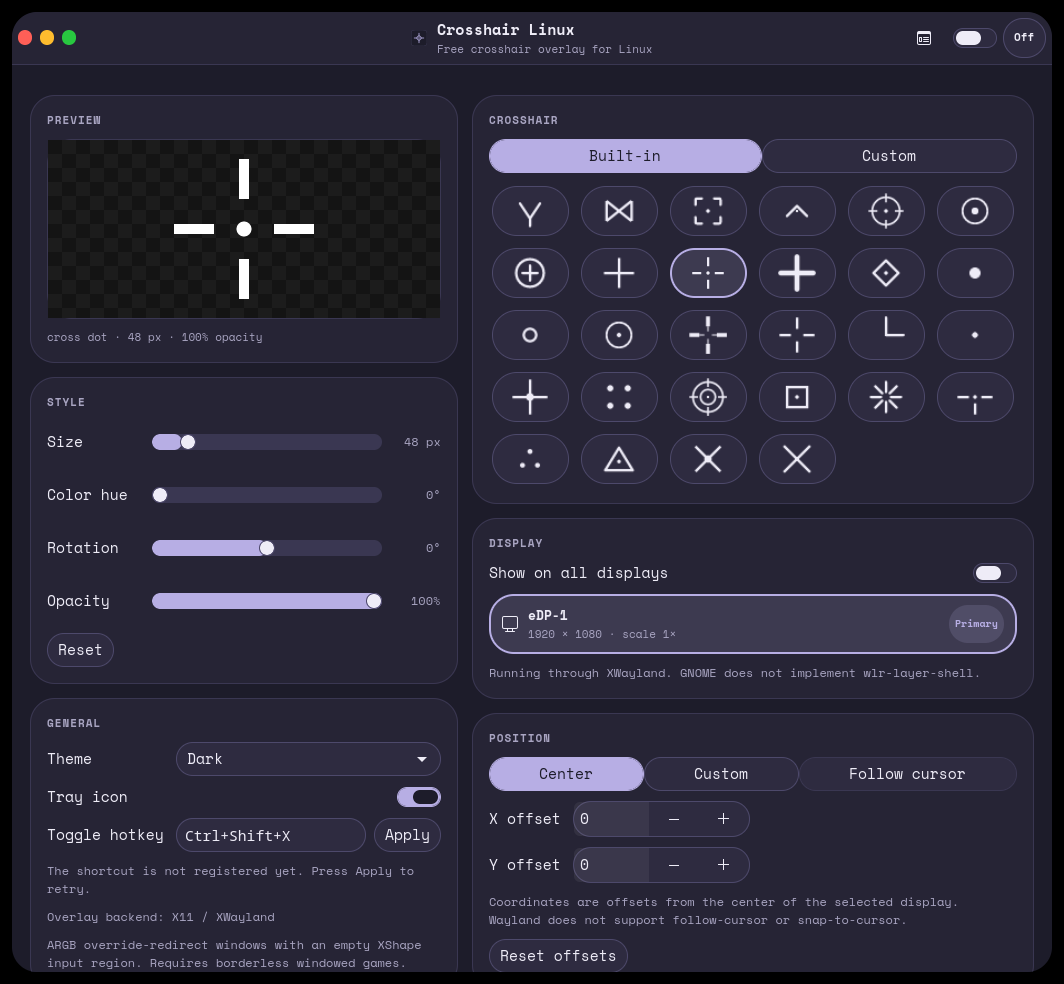 Crosshair Linux
Free crosshair overlay for Linux
Off
PREVIEW
cross dot · 48 px · 100% opacity
STYLE
Size
48 px
Color hue
0°
Rotation
0°
Opacity
100%
Reset
GENERAL
Theme
Dark
Tray icon
Toggle hotkey
Ctrl+Shift+X
Apply
The shortcut is not registered yet. Press Apply to
retry.
Overlay backend: X11 / XWayland
ARGB override-redirect windows with an empty XShape
input region. Requires borderless windowed games.
CROSSHAIR
Built-in
Custom
DISPLAY
Show on all displays
eDP-1
1920 × 1080 · scale 1×
Primary
Running through XWayland. GNOME does not implement wlr-layer-shell.
POSITION
Center
Custom
Follow cursor
X offset
0
Y offset
0
Coordinates are offsets from the center of the selected display.
Wayland does not support follow-cursor or snap-to-cursor.
Reset offsets